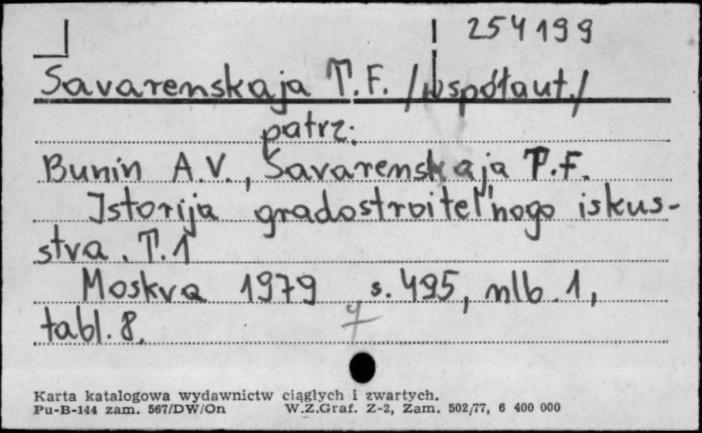 254199
Savarenskaja T.F. /współaut./
patrz:
Bunin A.V., Savarenskaja T.F.
Istorija gradostroitel'nogo iskus-
stva. T.1
Moskva 1979 s. 495, nlb. 1,
tabl. 8.
Karta katalogowa wydawnictw ciągłych i zwartych.
Pu-B-144 zam. 567/DW/On W.Z.Graf. Z-2, Zam. 502/77, 6 400 000